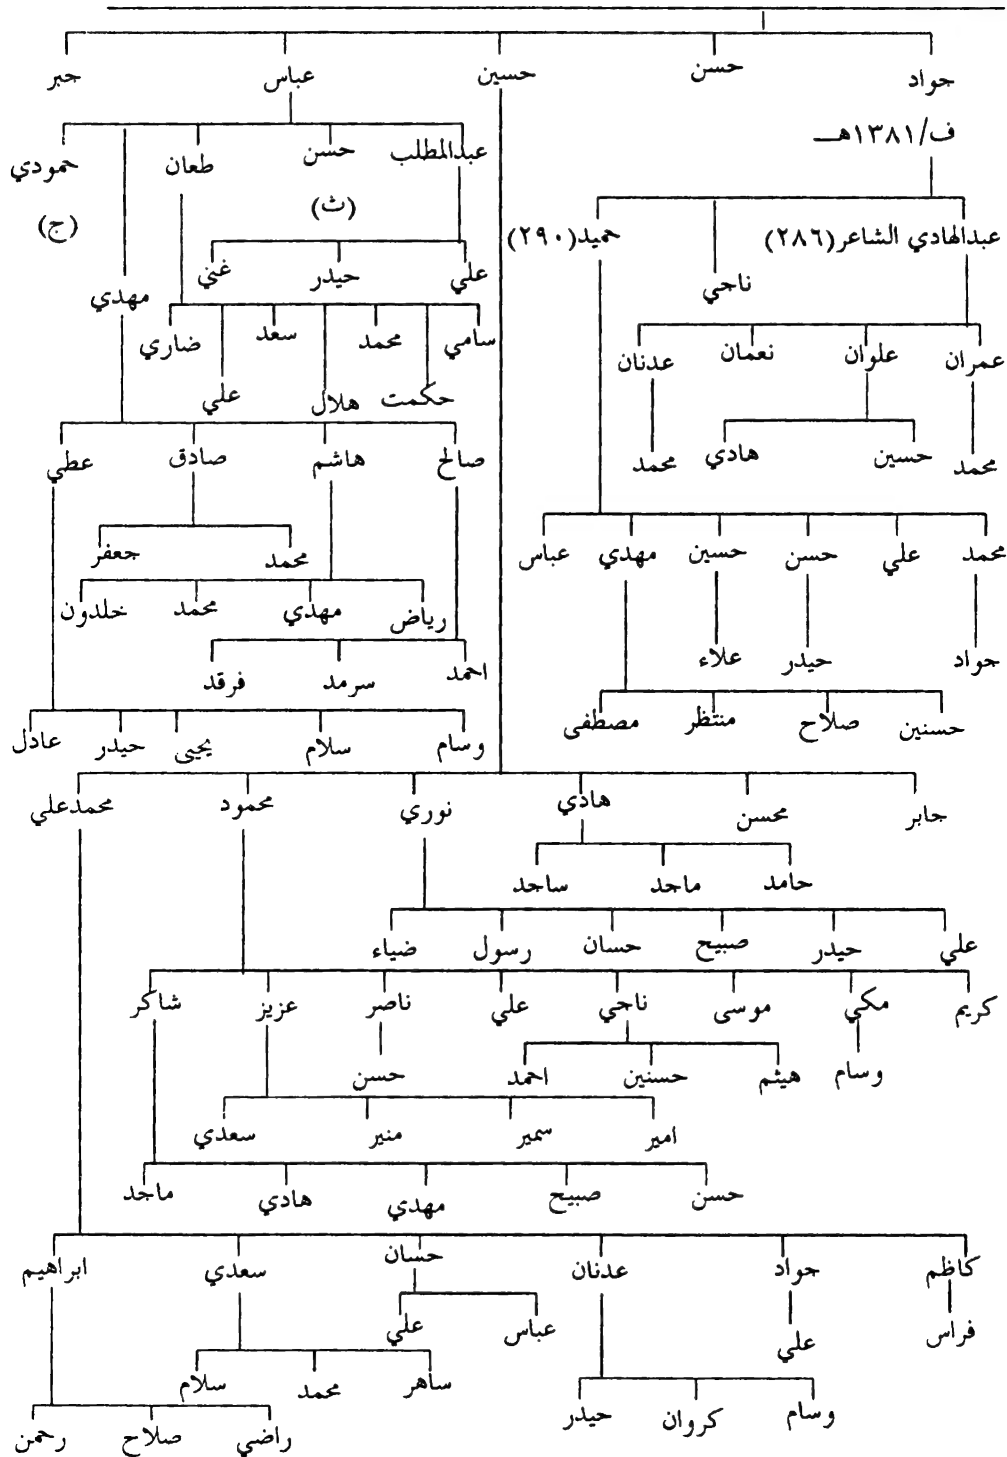 جواد حسن حسين عباس جبر
ف/١٣٨١هـ
عبدالمطلب حسن طعان حمودي
(ث) (ج)
عبدالهادي الشاعر(٢٨٦) ناجي حميد(٢٩٠)
علي حيدر غني مهدي
سامي محمد سعد ضاري
عمران علوان نعمان عدنان
حكمت هلال علي
محمد حسين هادي محمد
صالح هاشم صادق عطي
محمد علي حسن حسين مهدي عباس
محمد جعفر
رياض مهدي محمد خلدون
جواد حيدر علاء
احمد سرمد فرقد
حسنين صلاح منتظر مصطفى
وسام سلام يحيى حيدر عادل
جابر محسن هادي نوري محمود محمدعلي
حامد ماجد ساجد
علي حيدر صبيح حسان رسول ضياء
كريم مكي موسى ناجي علي ناصر عزيز شاكر
وسام هيثم حسنين احمد حسن
امير سمير منير سعدي
حسن صبيح مهدي هادي ماجد
كاظم جواد عدنان حسان سعدي ابراهيم
فراس علي عباس علي
ساهر محمد سلام
وسام كروان حيدر
راضي صلاح رحمن